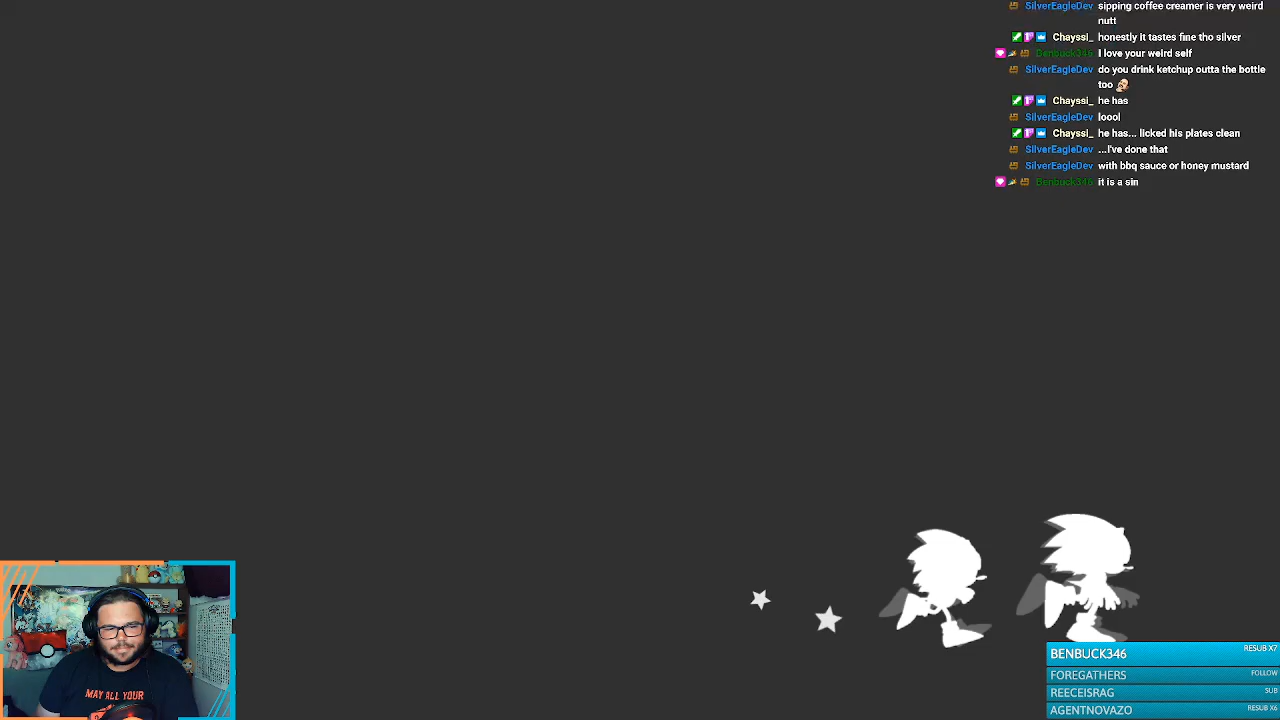 SilverEagleDev sipping coffee creamer is very weird
nutt
Chayssi_ honestly it tastes fine tho silver
Benbuck346 I love your weird self
SilverEagleDev do you drink ketchup outta the bottle
too
Chayssi_ he has
SilverEagleDev loool
Chayssi_ he has... licked his plates clean
SilverEagleDev ...I've done that
SilverEagleDev with bbq sauce or honey mustard
Benbuck346 it is a sin
BENBUCK346 RESUB X7
FOREGATHERS FOLLOW
REECEISRAG SUB
AGENTNOVAZO RESUB X6
MAY ALL YOUR